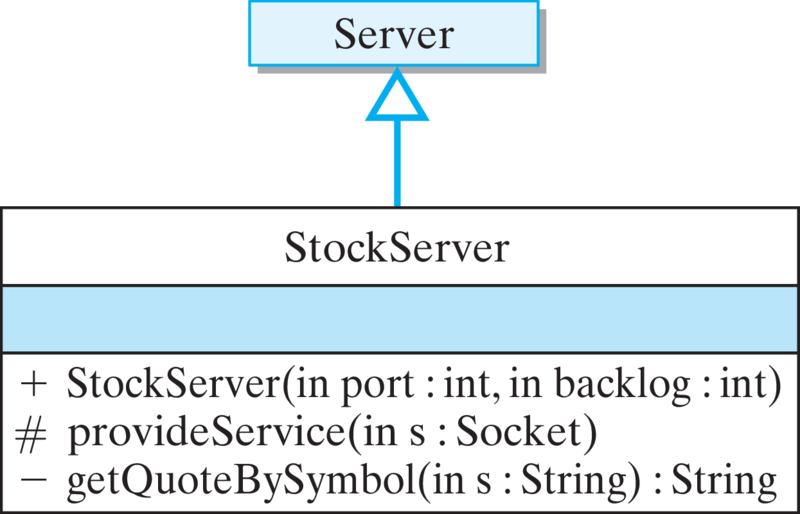 Server
StockServer
+ StockServer(in port : int, in backlog : int)
# provideService(in s : Socket)
− getQuoteBySymbol(in s : String) : String